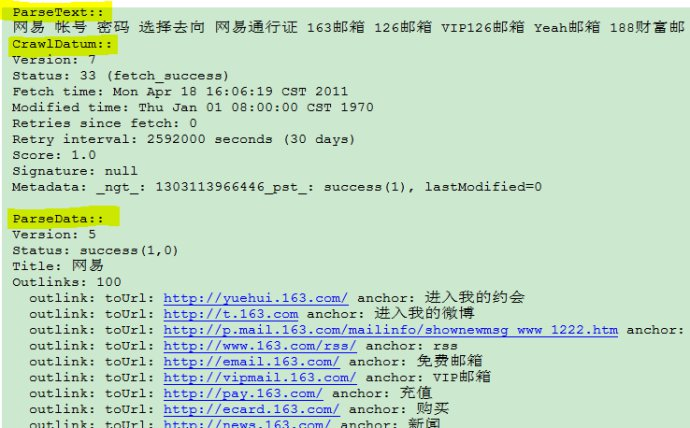 ParseText::
网易 帐号 密码 选择去向 网易通行证 163邮箱 126邮箱 VIP126邮箱 Yeah邮箱 188财富邮
CrawlDatum::
Version: 7
Status: 33 (fetch_success)
Fetch time: Mon Apr 18 16:06:19 CST 2011
Modified time: Thu Jan 01 08:00:00 CST 1970
Retries since fetch: 0
Retry interval: 2592000 seconds (30 days)
Score: 1.0
Signature: null
Metadata: _ngt_: 1303113966446_pst_: success(1), lastModified=0
ParseData::
Version: 5
Status: success(1,0)
Title: 网易
Outlinks: 100
outlink: toUrl: http://yuehui.163.com/ anchor: 进入我的约会
outlink: toUrl: http://t.163.com anchor: 进入我的微博
outlink: toUrl: http://p.mail.163.com/mailinfo/shownewmsg_www_1222.htm anchor:
outlink: toUrl: http://www.163.com/rss/ anchor: rss
outlink: toUrl: http://email.163.com/ anchor: 免费邮箱
outlink: toUrl: http://vipmail.163.com/ anchor: VIP邮箱
outlink: toUrl: http://pay.163.com/ anchor: 充值
outlink: toUrl: http://ecard.163.com/ anchor: 购买
outlink: toUrl: http://news.163.com/ anchor: 新闻